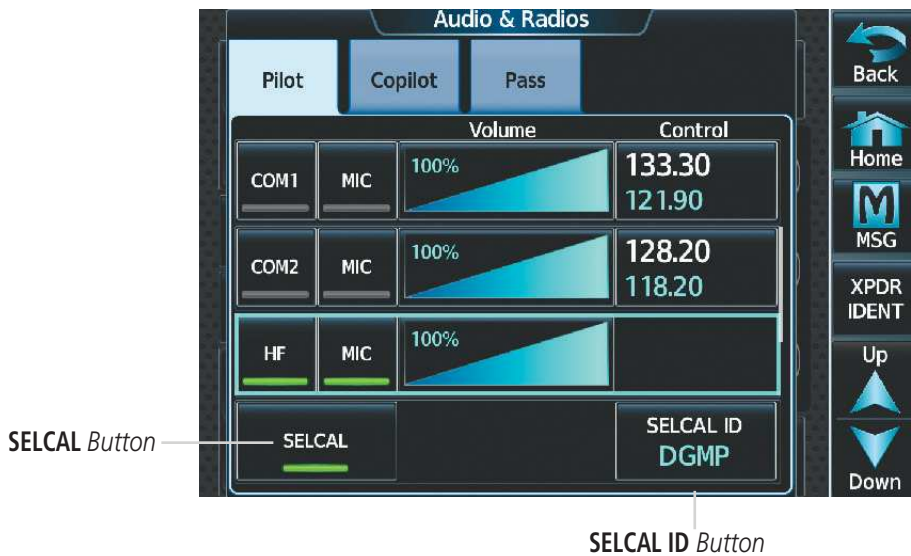 Audio & Radios
Back
Pilot
Copilot
Pass
Volume
Control
Home
COM1
MIC
100%
133.30
121.90
MSG
COM2
MIC
100%
128.20
118.20
XPDR
IDENT
HF
MIC
100%
Up
SELCAL Button
SELCAL
SELCAL ID
DGMP
Down
SELCAL ID Button